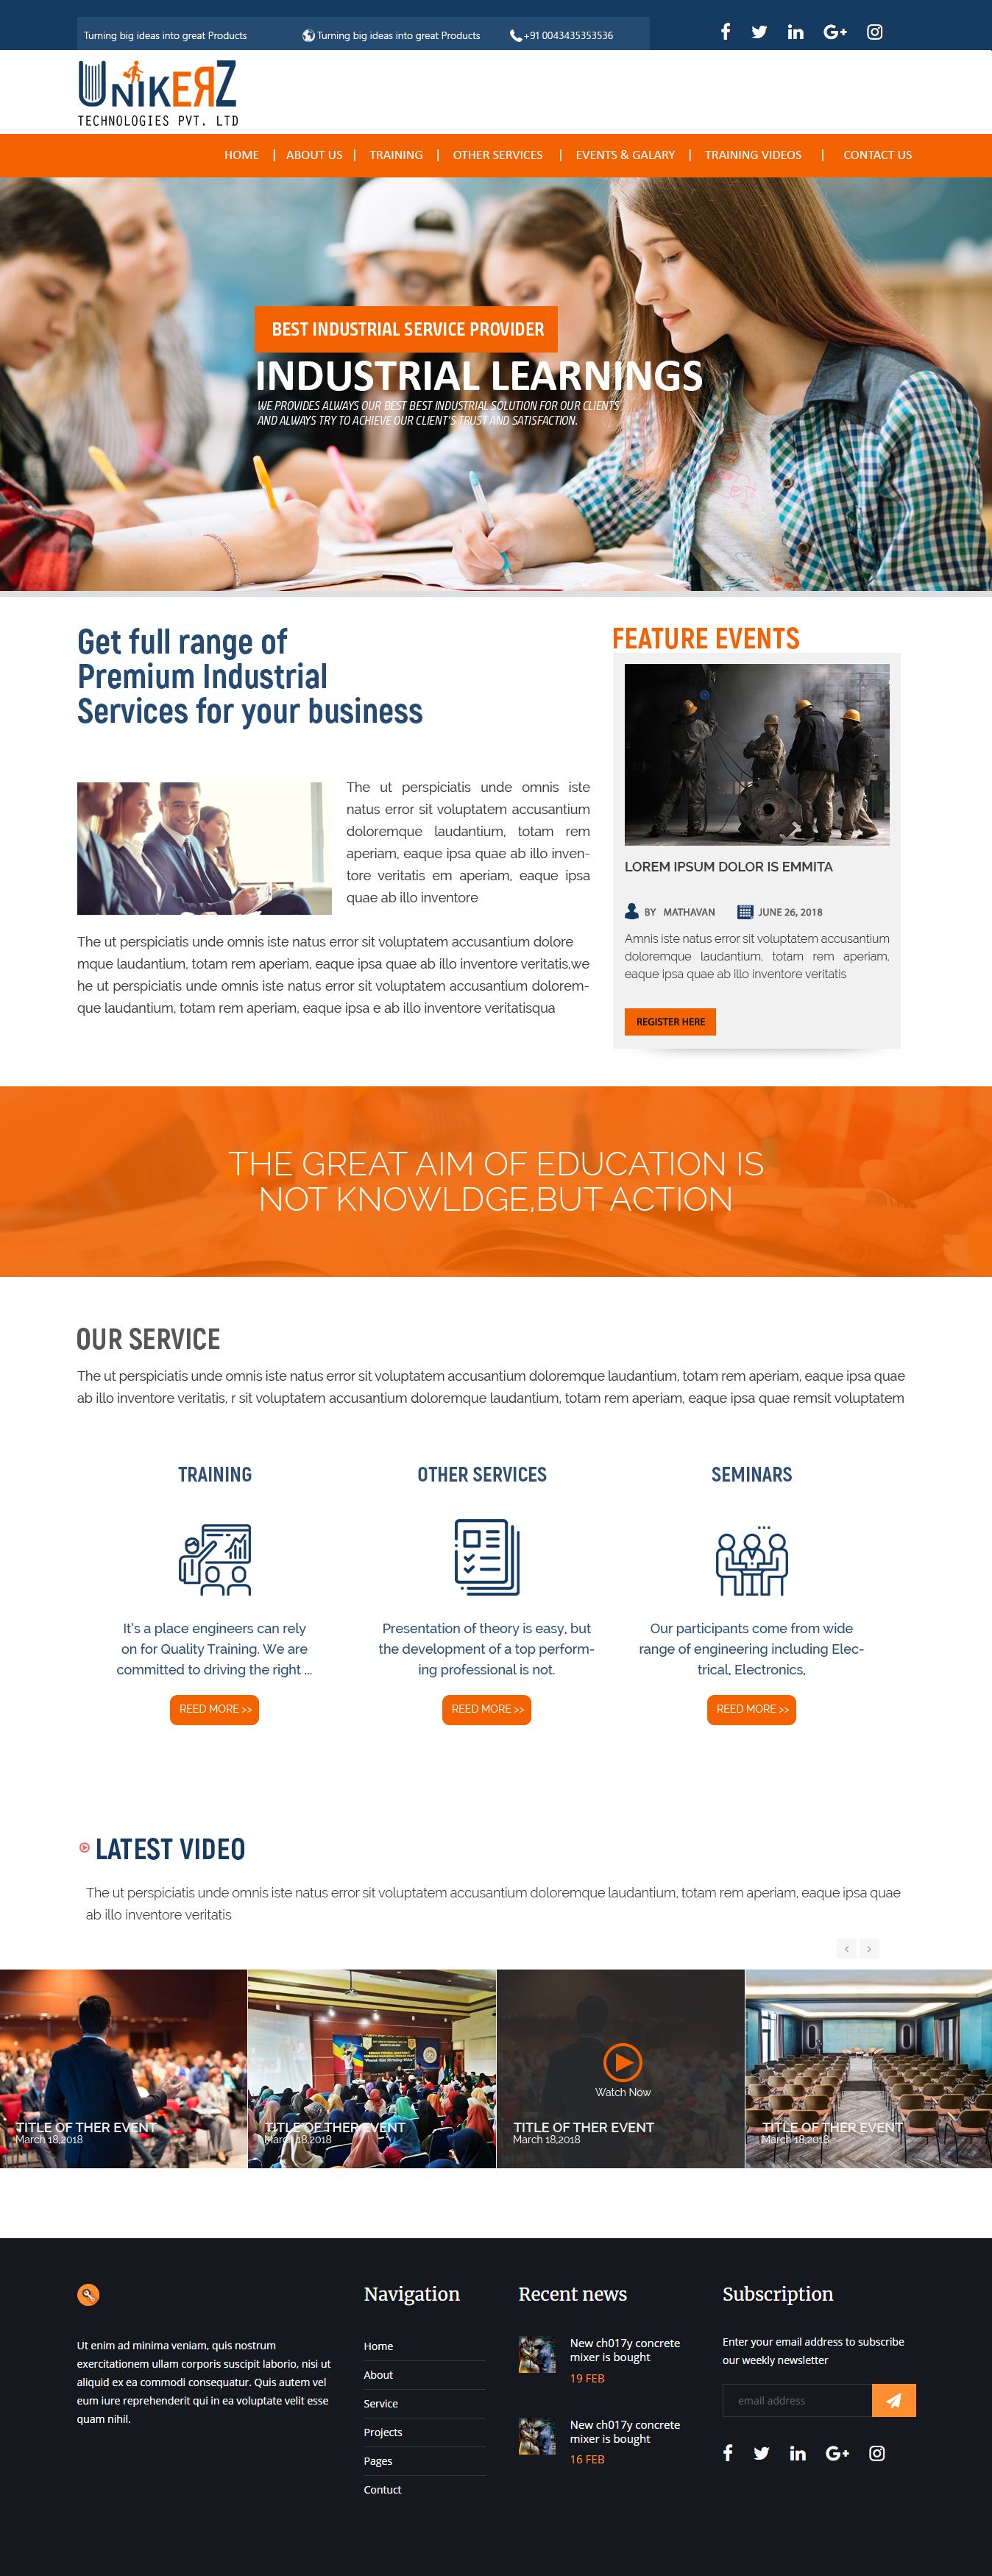 Turning big ideas into great Products
Turning big ideas into great Products
+91 0043435353536
G+
UNIKERZ
TECHNOLOGIES PVT. LTD
HOME | ABOUT US | TRAINING | OTHER SERVICES | EVENTS & GALARY | TRAINING VIDEOS | CONTACT US
BEST INDUSTRIAL SERVICE PROVIDER
INDUSTRIAL LEARNINGS
WE PROVIDES ALWAYS OUR BEST BEST INDUSTRIAL SOLUTION FOR OUR CLIENTS
AND ALWAYS TRY TO ACHIEVE OUR CLIENT'S TRUST AND SATISFACTION.
Get full range of
Premium Industrial
Services for your business
The ut perspiciatis unde omnis iste
natus error sit voluptatem accusantium
doloremque laudantium, totam rem
aperiam, eaque ipsa quae ab illo inven-
tore veritatis em aperiam, eaque ipsa
quae ab illo inventore
The ut perspiciatis unde omnis iste natus error sit voluptatem accusantium dolore
mque laudantium, totam rem aperiam, eaque ipsa quae ab illo inventore veritatis,we
he ut perspiciatis unde omnis iste natus error sit voluptatem accusantium dolorem-
que laudantium, totam rem aperiam, eaque ipsa e ab illo inventore veritatisqua
FEATURE EVENTS
LOREM IPSUM DOLOR IS EMMITA
BY MATHAVAN
JUNE 26, 2018
Amnis iste natus error sit voluptatem accusantium
doloremque laudantium, totam rem aperiam,
eaque ipsa quae ab illo inventore veritatis
REGISTER HERE
THE GREAT AIM OF EDUCATION IS
NOT KNOWLDGE,BUT ACTION
OUR SERVICE
The ut perspiciatis unde omnis iste natus error sit voluptatem accusantium doloremque laudantium, totam rem aperiam, eaque ipsa quae
ab illo inventore veritatis, r sit voluptatem accusantium doloremque laudantium, totam rem aperiam, eaque ipsa quae remsit voluptatem
TRAINING
It's a place engineers can rely
on for Quality Training. We are
committed to driving the right ...
REED MORE >>
OTHER SERVICES
Presentation of theory is easy, but
the development of a top perform-
ing professional is not.
REED MORE >>
SEMINARS
Our participants come from wide
range of engineering including Elec-
trical, Electronics,
REED MORE >>
LATEST VIDEO
The ut perspiciatis unde omnis iste natus error sit voluptatem accusantium doloremque laudantium, totam rem aperiam, eaque ipsa quae
ab illo inventore veritatis
‹ ›
TITLE OF THER EVENT
March 18,2018
TITLE OF THER EVENT
March 18,2018
Watch Now
TITLE OF THER EVENT
March 18,2018
TITLE OF THER EVENT
March 18,2018
Ut enim ad minima veniam, quis nostrum
exercitationem ullam corporis suscipit laborio, nisi ut
aliquid ex ea commodi consequatur. Quis autem vel
eum iure reprehenderit qui in ea voluptate velit esse
quam nihil.
Navigation
Home
About
Service
Projects
Pages
Contuct
Recent news
New ch017y concrete
mixer is bought
19 FEB
New ch017y concrete
mixer is bought
16 FEB
Subscription
Enter your email address to subscribe
our weekly newsletter
email address
G+